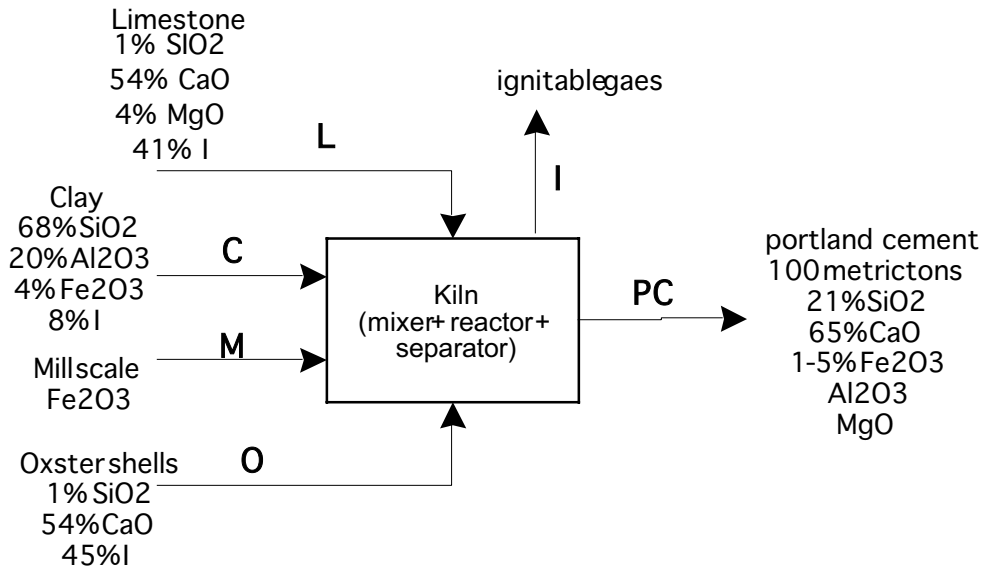 Limestone
1% SIO2
54% CaO
4% MgO
41% I
L
ignitablegaes
I
Clay
68%SiO2
20%Al2O3
4%Fe2O3
8%I
C
Kiln
(mixer+ reactor+
separator)
PC
portland cement
100metrictons
21%SiO2
65%CaO
1-5%Fe2O3
Al2O3
MgO
M
Millscale
Fe2O3
O
Oxstershells
1%SiO2
54%CaO
45%I